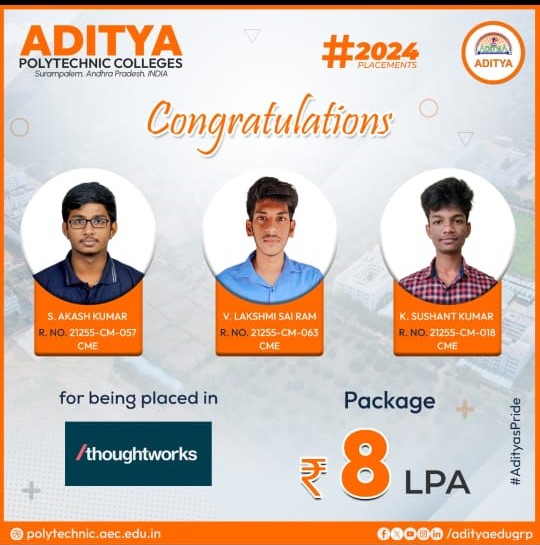 ADITYA
POLYTECHNIC COLLEGES
Surampalem, Andhra Pradesh, INDIA
#2024
PLACEMENTS
ADITYA
ADITYA
Congratulations
S. AKASH KUMAR
R. NO. 21255-CM-057
CME
V. LAKSHMI SAI RAM
R. NO. 21255-CM-063
CME
K. SUSHANT KUMAR
R. NO. 21255-CM-018
CME
for being placed in
/thoughtworks
Package
₹ 8 LPA
#AdityasPride
polytechnic.aec.edu.in
/adityaedugrp